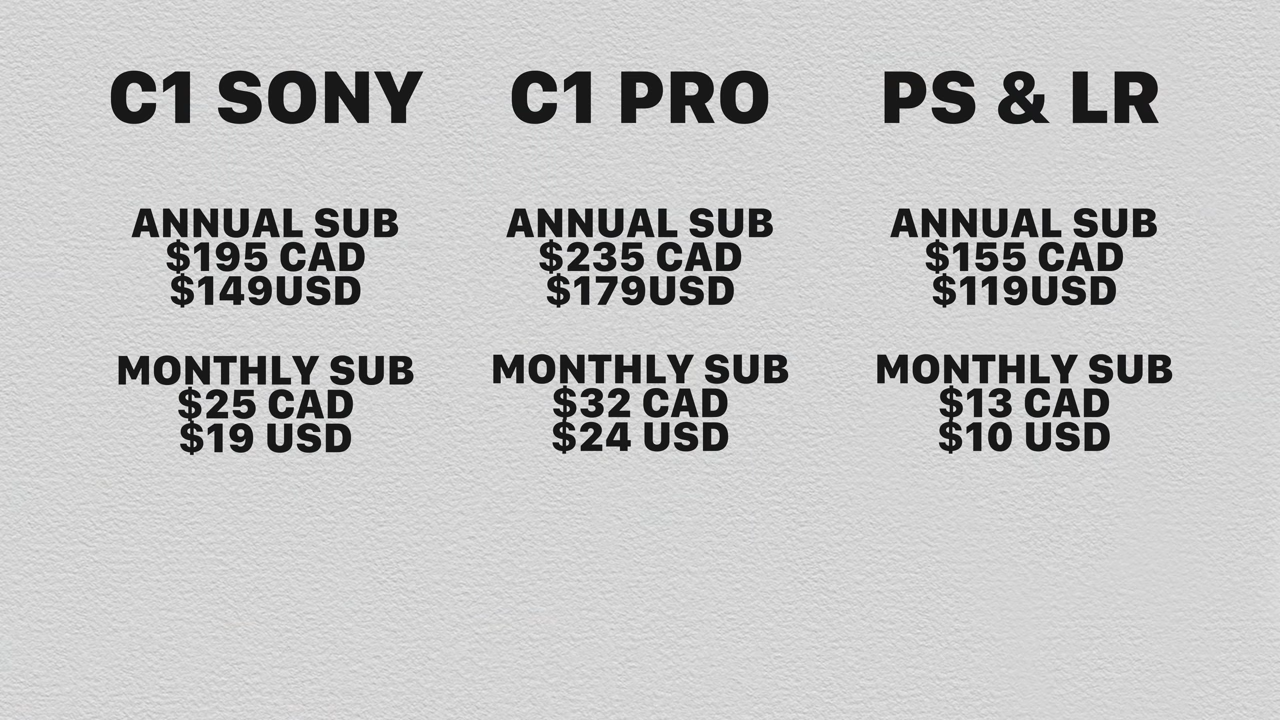 C1 SONY
ANNUAL SUB
$195 CAD
$149USD
MONTHLY SUB
$25 CAD
$19 USD
C1 PRO
ANNUAL SUB
$235 CAD
$179USD
MONTHLY SUB
$32 CAD
$24 USD
PS & LR
ANNUAL SUB
$155 CAD
$119USD
MONTHLY SUB
$13 CAD
$10 USD